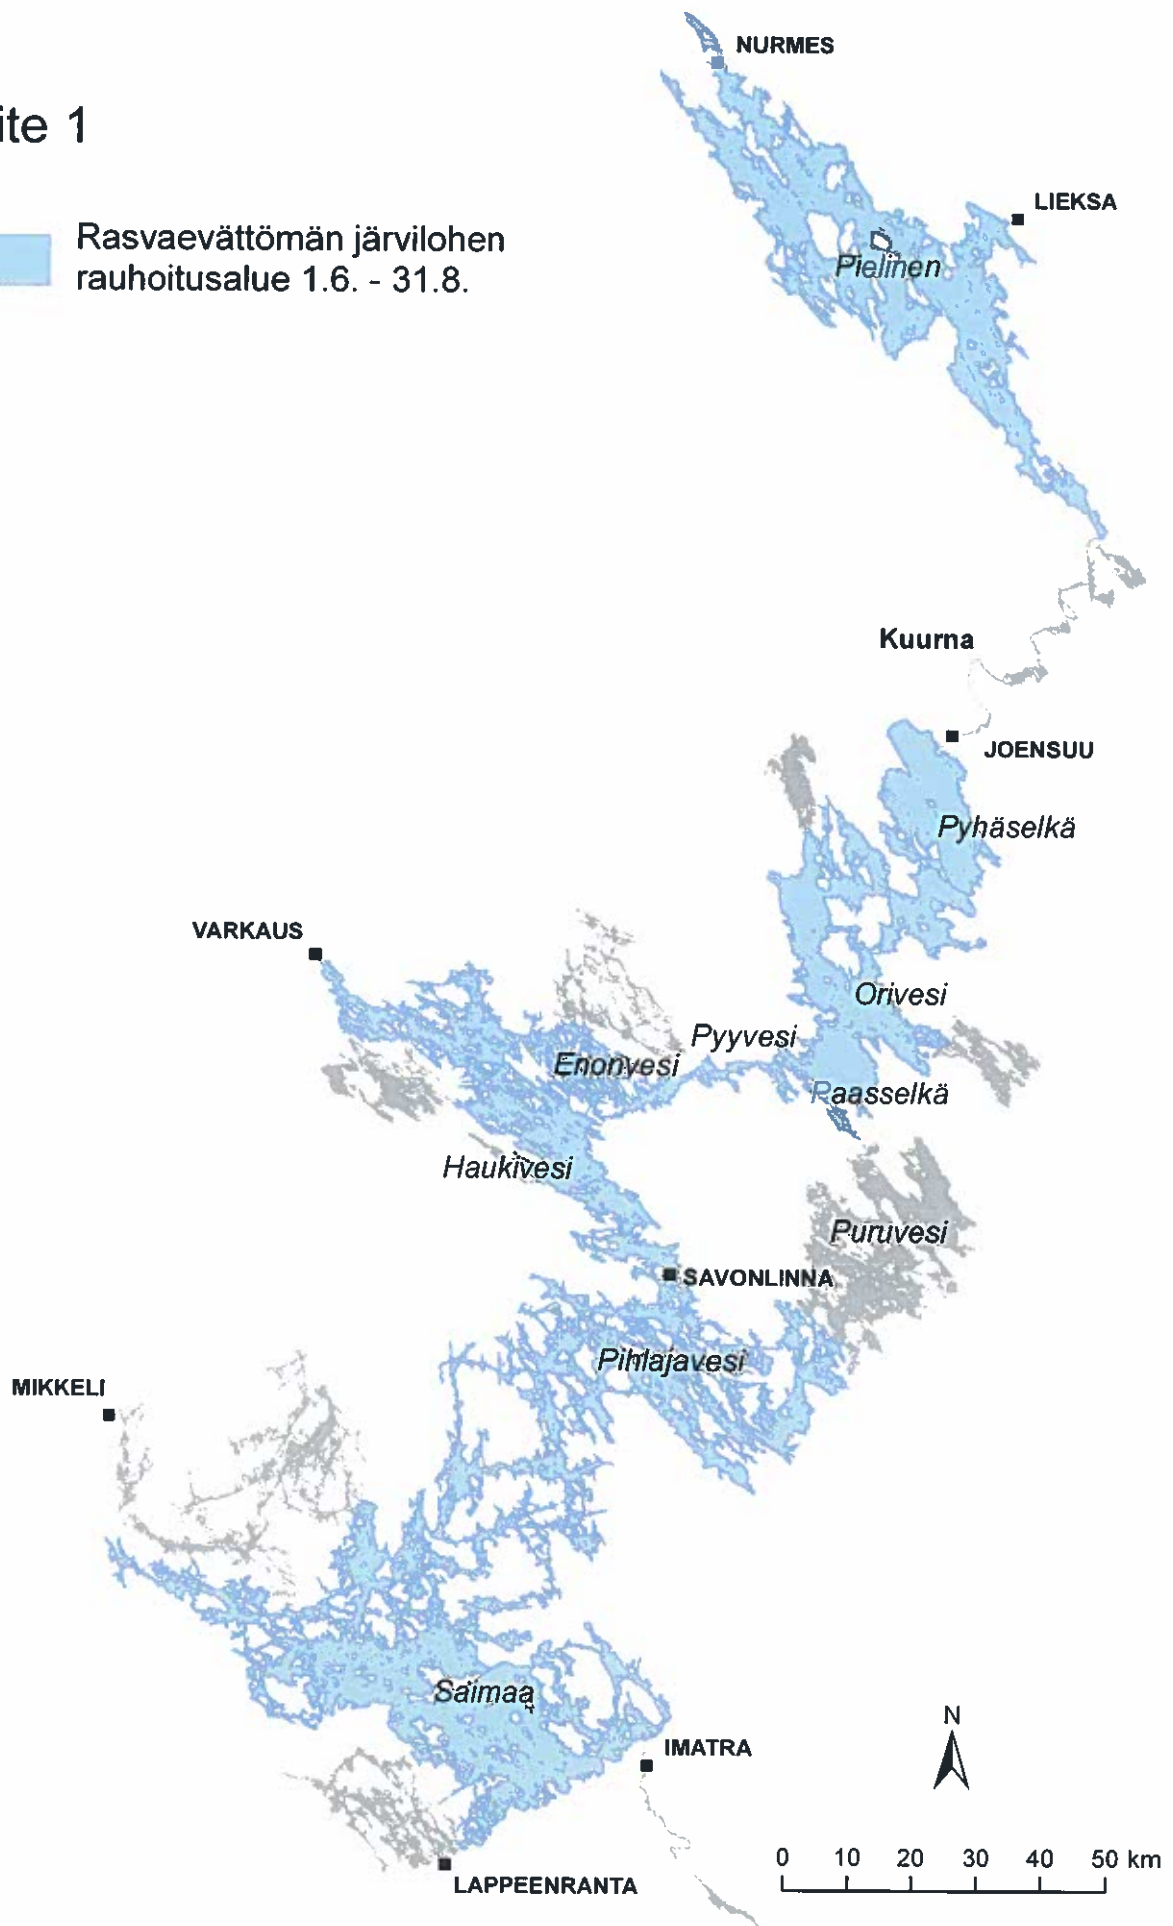 NURMES
ite 1
LIEKSA
Rasvaevättömän järvilohen
rauhoitusalue 1.6. - 31.8.
Pielinen
Kuurna
JOENSUU
Pyhäselkä
VARKAUS
Orivesi
Pyyvesi
Enonvesi
Paasselkä
Haukivesi
Puruvesi
SAVONLINNA
Pihlajavesi
MIKKELI
Saimaa
N
IMATRA
0 10 20 30 40 50 km
LAPPEENRANTA